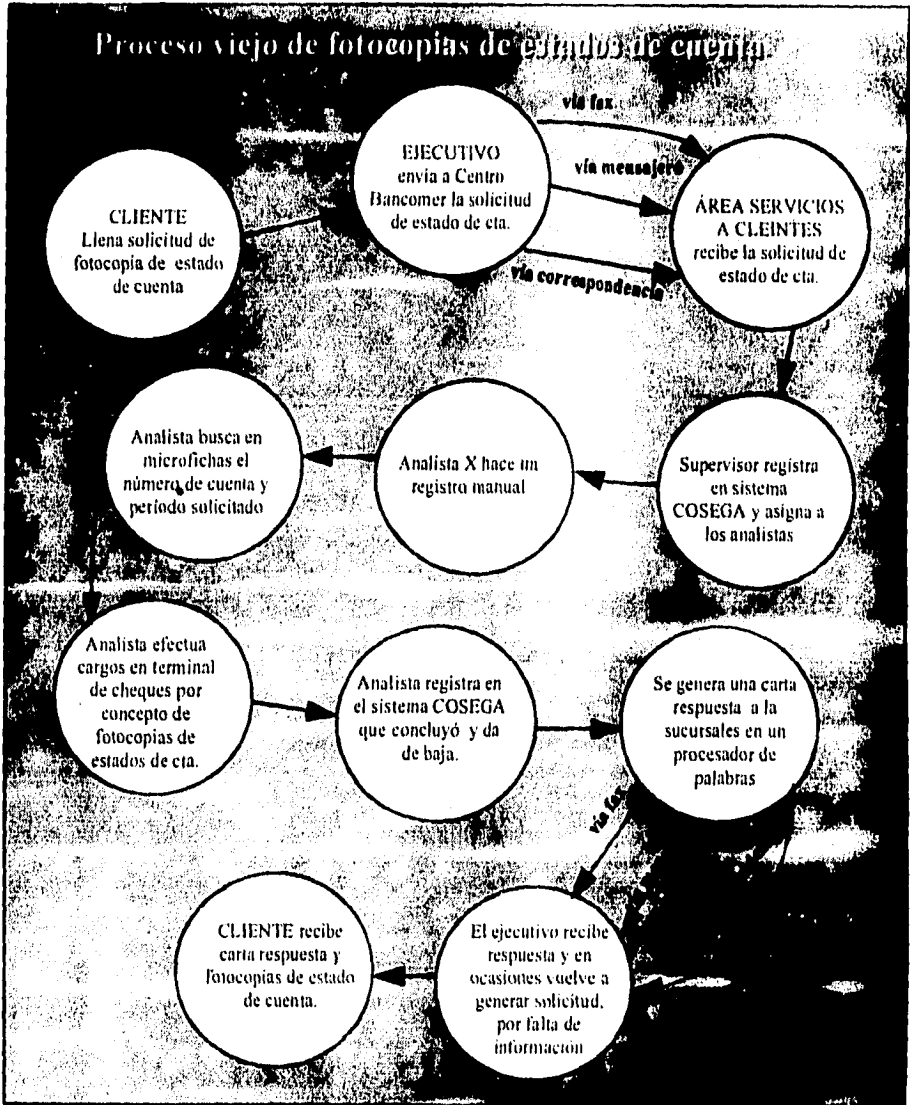 Proceso viejo de fotocopias de estados de cuenta
CLIENTE
Llena solicitud de
fotocopia de estado
de cuenta
EJECUTIVO
envía a Centro
Bancomer la solicitud
de estado de cta.
vía fax
vía mensajero
vía correspondencia
ÁREA SERVICIOS
A CLEINTES
recibe la solicitud de
estado de cta.
Supervisor registra
en sistema
COSEGA y asigna a
los analistas
Analista X hace un
registro manual
Analista busca en
microfichas el
número de cuenta y
período solicitado
Analista efectua
cargos en terminal
de cheques por
concepto de
fotocopias de
estados de cta.
Analista registra en
el sistema COSEGA
que concluyó y da
de baja.
Se genera una carta
respuesta a la
sucursales en un
procesador de
palabras
vía fax
El ejecutivo recibe
respuesta y en
ocasiones vuelve a
generar solicitud,
por falta de
información
CLIENTE recibe
carta respuesta y
fotocopias de estado
de cuenta.